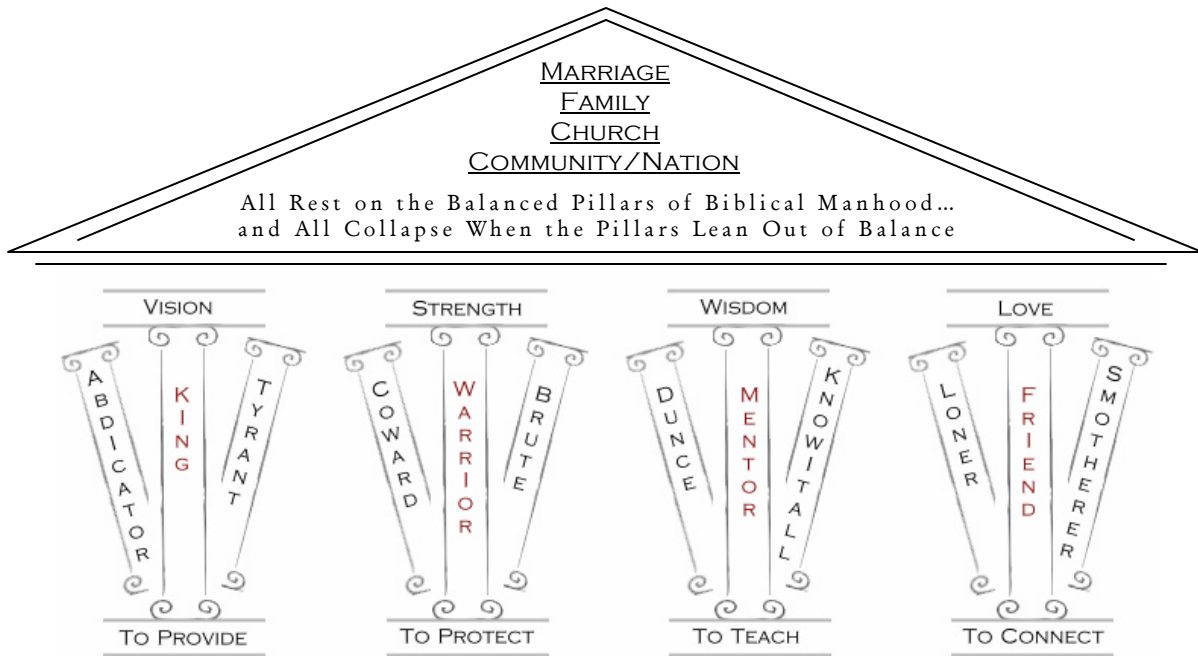 MARRIAGE
FAMILY
CHURCH
COMMUNITY/NATION
All Rest on the Balanced Pillars of Biblical Manhood…
and All Collapse When the Pillars Lean Out of Balance
VISION
ABDICATOR
KING
TYRANT
TO PROVIDE
STRENGTH
COWARD
WARRIOR
BRUTE
TO PROTECT
WISDOM
DUNCE
MENTOR
KNOWITALL
TO TEACH
LOVE
LONER
FRIEND
SMOTHERER
TO CONNECT